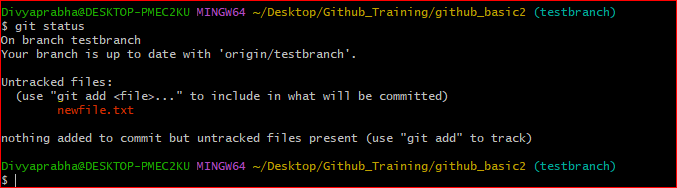 Divyaprabha@DESKTOP-PMEC2KU MINGW64 ~/Desktop/Github_Training/github_basic2 (testbranch)
$ git status
On branch testbranch
Your branch is up to date with 'origin/testbranch'.
Untracked files:
(use "git add <file>..." to include in what will be committed)
newfile.txt
nothing added to commit but untracked files present (use "git add" to track)
Divyaprabha@DESKTOP-PMEC2KU MINGW64 ~/Desktop/Github_Training/github_basic2 (testbranch)
$